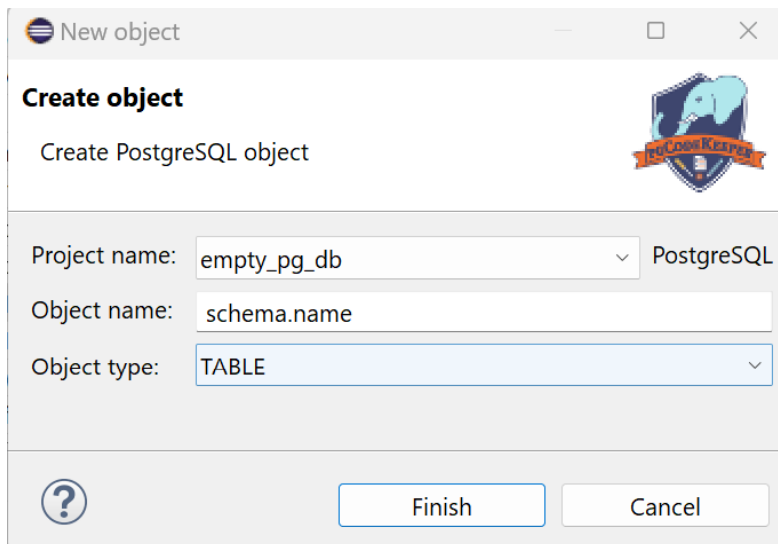 New object
Create object
Create PostgreSQL object
pgCodeKeeper
Project name: empty_pg_db PostgreSQL
Object name: schema.name
Object type: TABLE
?
Finish Cancel